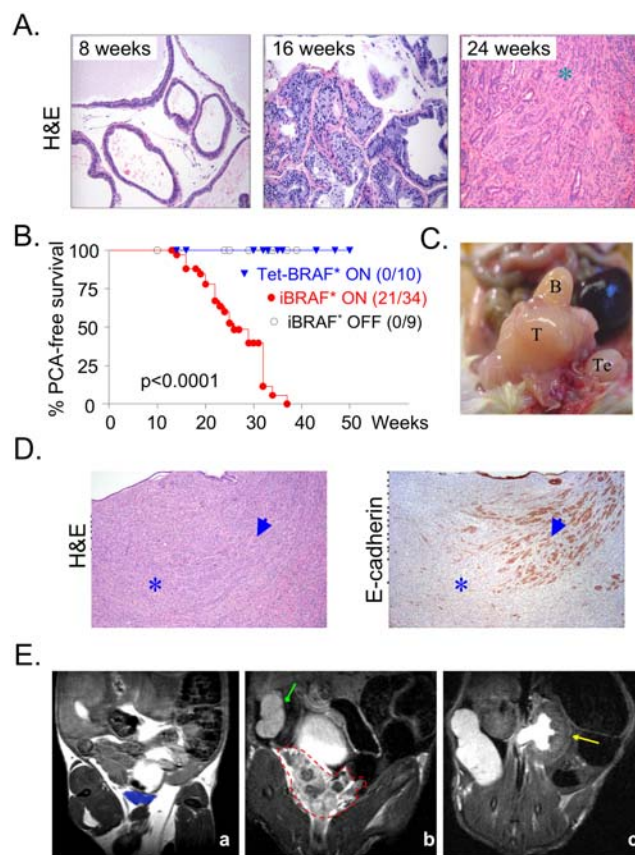 A.
8 weeks
16 weeks
24 weeks
H&E
*
B.
% PCA-free survival
100
75
50
25
0
0 10 20 30 40 50 Weeks
Tet-BRAF* ON (0/10)
iBRAF* ON (21/34)
iBRAF* OFF (0/9)
p<0.0001
C.
B
T
Te
D.
H&E
*
E-cadherin
*
E.
a
b
c